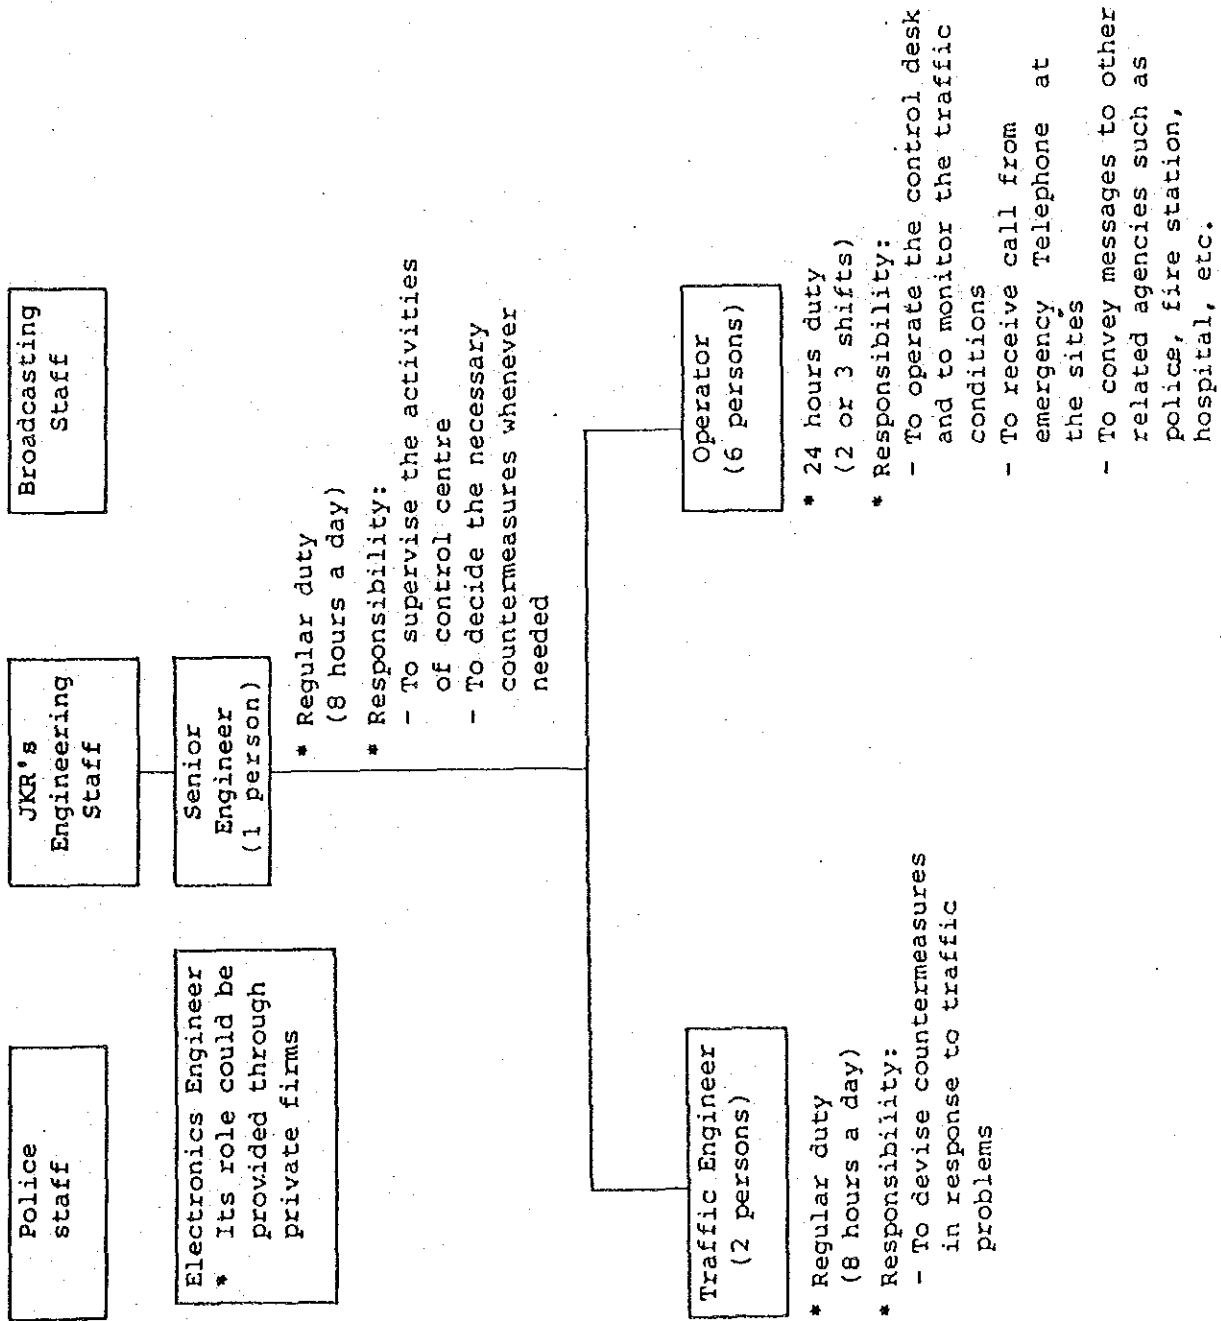 Police
staff
JKR's
Engineering
Staff
Broadcasting
Staff
Electronics Engineer
* Its role could be
provided through
private firms
Senior
Engineer
(1 person)
* Regular duty
(8 hours a day)
* Responsibility:
- To supervise the activities
of control centre
- To decide the necessary
countermeasures whenever
needed
Traffic Engineer
(2 persons)
* Regular duty
(8 hours a day)
* Responsibility:
- To devise countermeasures
in response to traffic
problems
Operator
(6 persons)
* 24 hours duty
(2 or 3 shifts)
* Responsibility:
- To operate the control desk
and to monitor the traffic
conditions
- To receive call from
emergency Telephone at
the sites
- To convey messages to other
related agencies such as
police, fire station,
hospital, etc.